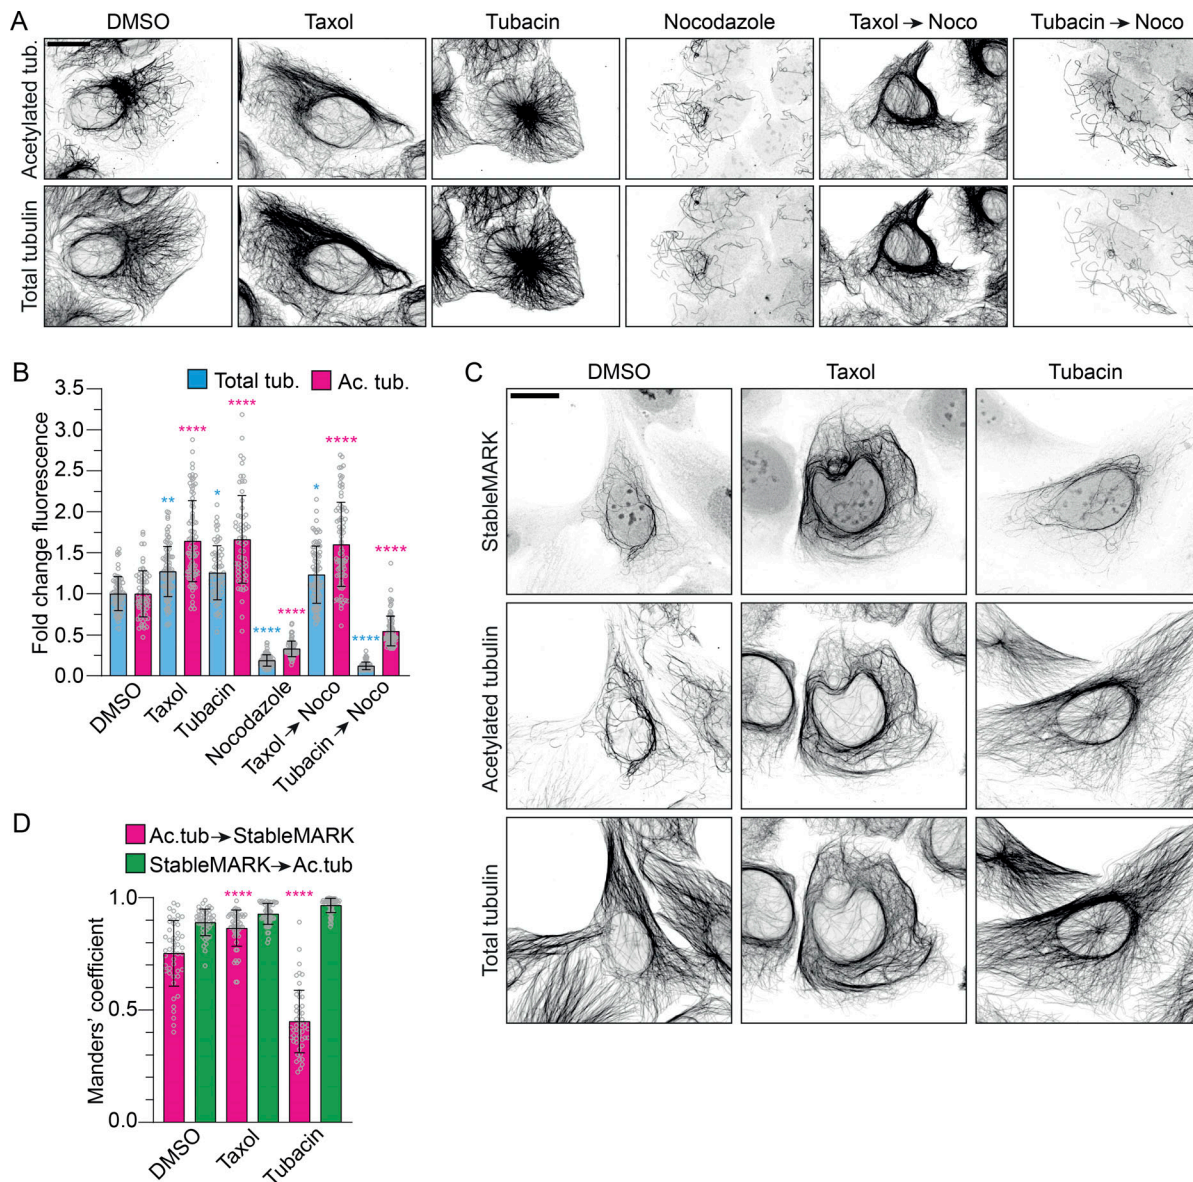 A
DMSO
Taxol
Tubacin
Nocodazole
Taxol → Noco
Tubacin → Noco
Acetylated tub.
Total tubulin
B
Total tub.
Ac. tub.
Fold change fluorescence
3.5
3.0
2.5
2.0
1.5
1.0
0.5
0.0
**
****
*
****
****
****
*
****
****
****
DMSO
Taxol
Tubacin
Nocodazole
Taxol → Noco
Tubacin → Noco
C
DMSO
Taxol
Tubacin
StableMARK
Acetylated tubulin
Total tubulin
D
Ac.tub → StableMARK
StableMARK → Ac.tub
Manders' coefficient
1.0
0.5
0.0
****
****
DMSO
Taxol
Tubacin